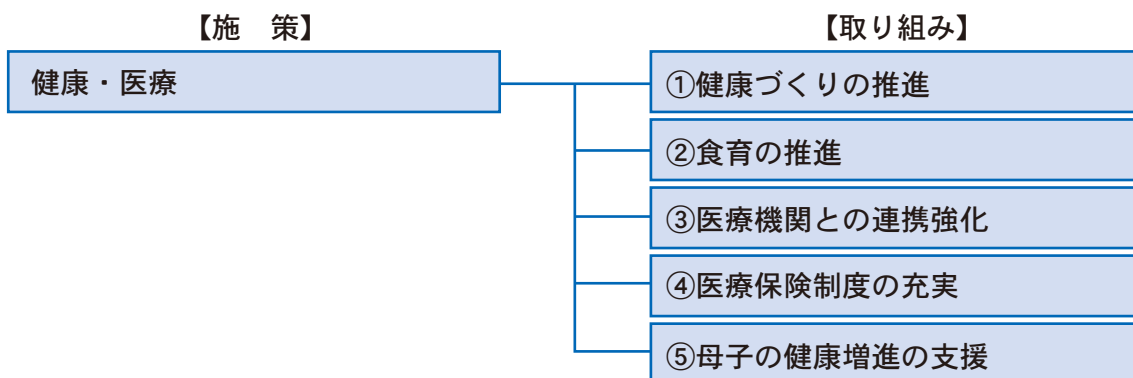 【施　策】
【取り組み】
健康・医療
①健康づくりの推進
②食育の推進
③医療機関との連携強化
④医療保険制度の充実
⑤母子の健康増進の支援